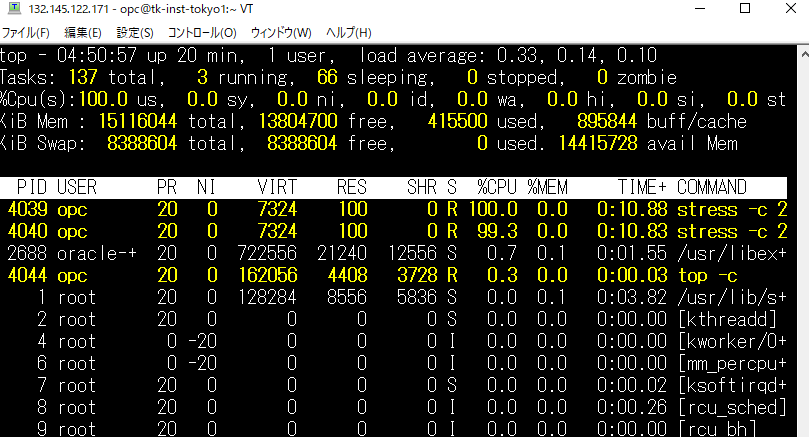 132.145.122.171 - opc@tk-inst-tokyo1:~ VT
ファイル(F) 編集(E) 設定(S) コントロール(O) ウィンドウ(W) ヘルプ(H)
top - 04:50:57 up 20 min, 1 user, load average: 0.33, 0.14, 0.10
Tasks: 137 total, 3 running, 66 sleeping, 0 stopped, 0 zombie
%Cpu(s):100.0 us, 0.0 sy, 0.0 ni, 0.0 id, 0.0 wa, 0.0 hi, 0.0 si, 0.0 st
KiB Mem : 15116044 total, 13804700 free, 415500 used, 895844 buff/cache
KiB Swap: 8388604 total, 8388604 free, 0 used. 14415728 avail Mem
PID USER PR NI VIRT RES SHR S %CPU %MEM TIME+ COMMAND
4039 opc 20 0 7324 100 0 R 100.0 0.0 0:10.88 stress -c 2
4040 opc 20 0 7324 100 0 R 99.3 0.0 0:10.83 stress -c 2
2688 oracle-+ 20 0 722556 21240 12556 S 0.7 0.1 0:01.55 /usr/libex+
4044 opc 20 0 162056 4408 3728 R 0.3 0.0 0:00.03 top -c
1 root 20 0 128284 8556 5836 S 0.0 0.1 0:03.82 /usr/lib/s+
2 root 20 0 0 0 0 S 0.0 0.0 0:00.00 [kthreadd]
4 root 0 -20 0 0 0 I 0.0 0.0 0:00.00 [kworker/0+
6 root 0 -20 0 0 0 I 0.0 0.0 0:00.00 [mm_percpu+
7 root 20 0 0 0 0 S 0.0 0.0 0:00.02 [ksoftirqd+
8 root 20 0 0 0 0 I 0.0 0.0 0:00.26 [rcu_sched]
9 root 20 0 0 0 0 I 0.0 0.0 0:00.00 [rcu_bh]